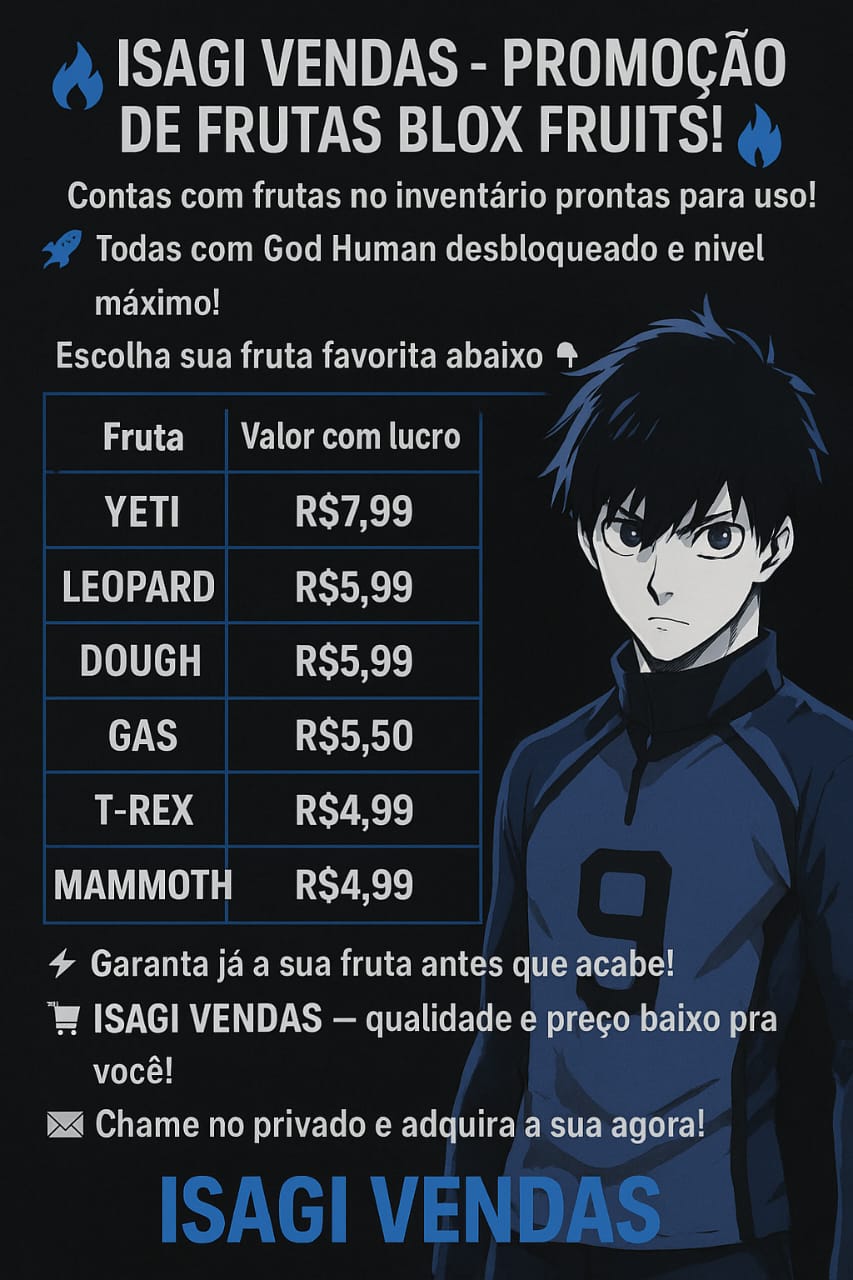 ISAGI VENDAS - PROMOÇÃO
DE FRUTAS BLOX FRUITS!
Contas com frutas no inventário prontas para uso!
Todas com God Human desbloqueado e nivel
máximo!
Escolha sua fruta favorita abaixo
Fruta Valor com lucro
YETI R$7,99
LEOPARD R$5,99
DOUGH R$5,99
GAS R$5,50
T-REX R$4,99
MAMMOTH R$4,99
9
Garanta já a sua fruta antes que acabe!
ISAGI VENDAS — qualidade e preço baixo pra
você!
Chame no privado e adquira a sua agora!
ISAGI VENDAS